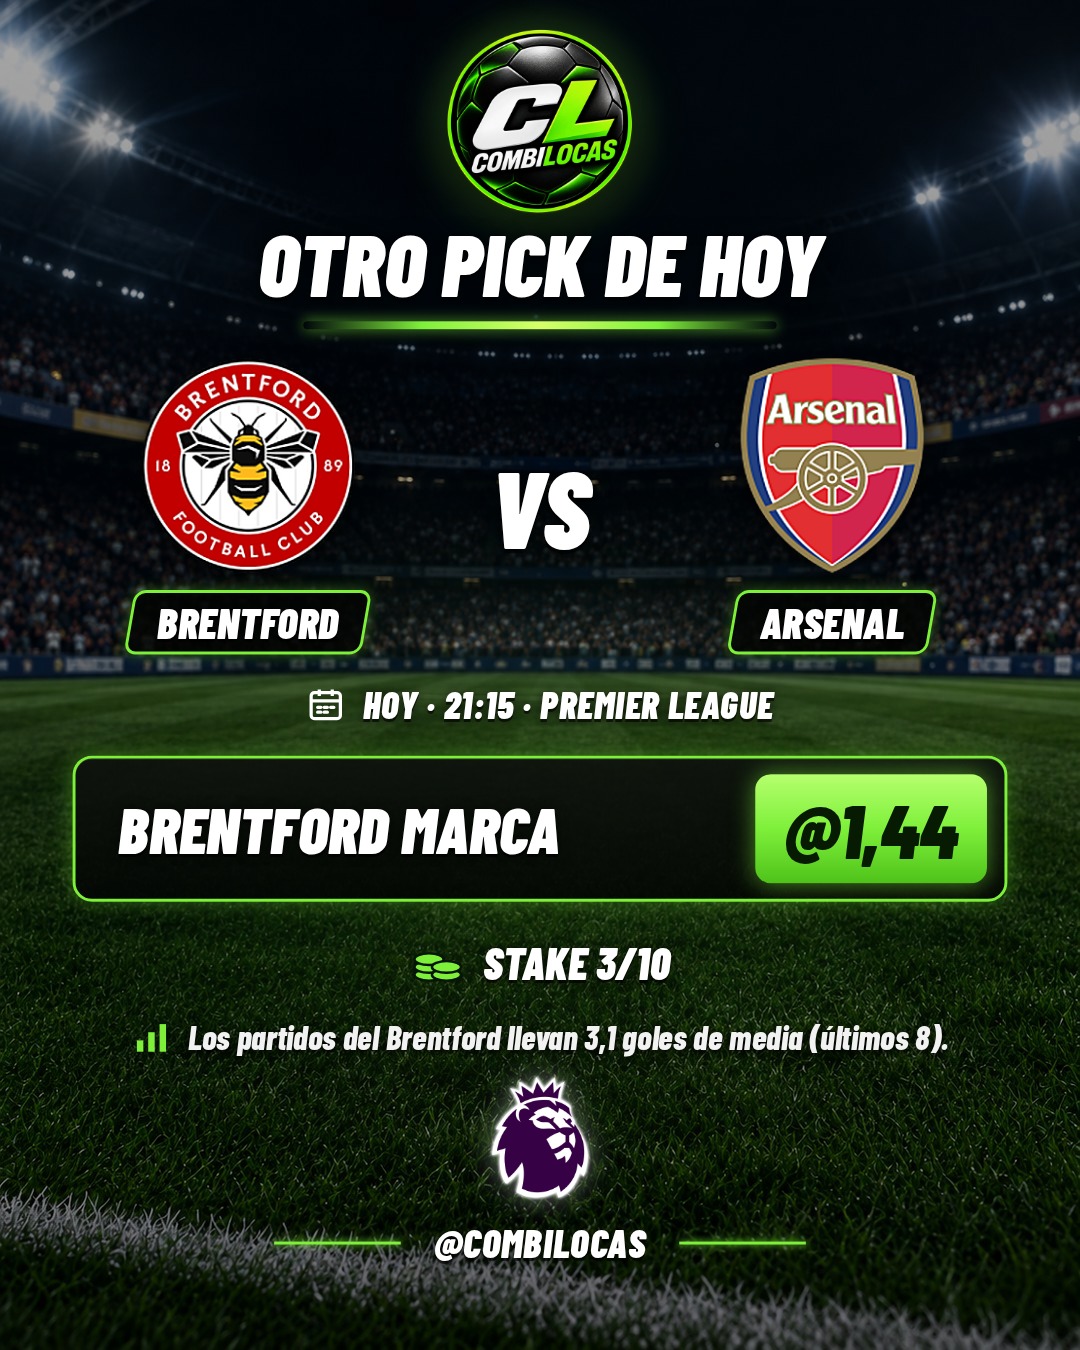 CL
COMBILOCAS
OTRO PICK DE HOY
BRENTFORD
18 89
FOOTBALL CLUB
Arsenal
VS
BRENTFORD
ARSENAL
HOY · 21:15 · PREMIER LEAGUE
BRENTFORD MARCA
@1,44
STAKE 3/10
Los partidos del Brentford llevan 3,1 goles de media (últimos 8).
@COMBILOCAS